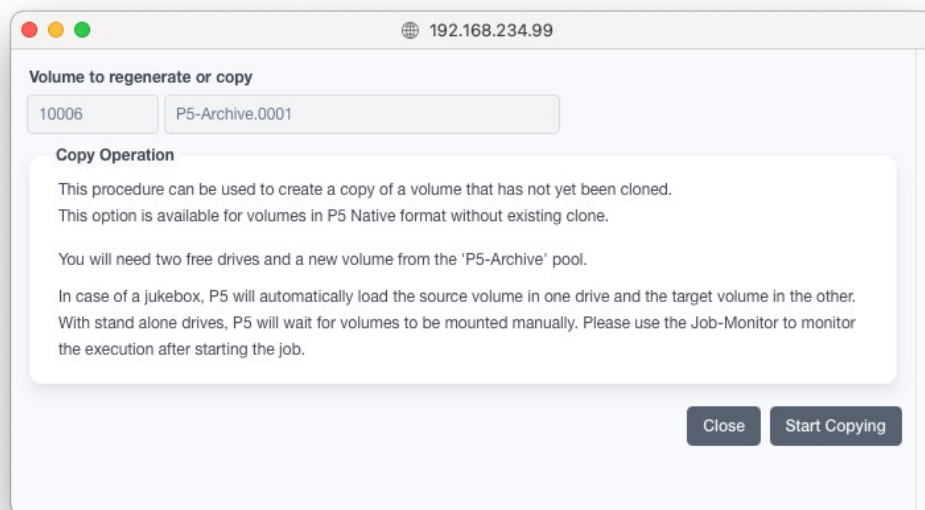 192.168.234.99
Volume to regenerate or copy
10006
P5-Archive.0001
Copy Operation
This procedure can be used to create a copy of a volume that has not yet been cloned.
This option is available for volumes in P5 Native format without existing clone.
You will need two free drives and a new volume from the 'P5-Archive' pool.
In case of a jukebox, P5 will automatically load the source volume in one drive and the target volume in the other.
With stand alone drives, P5 will wait for volumes to be mounted manually. Please use the Job-Monitor to monitor
the execution after starting the job.
Close
Start Copying